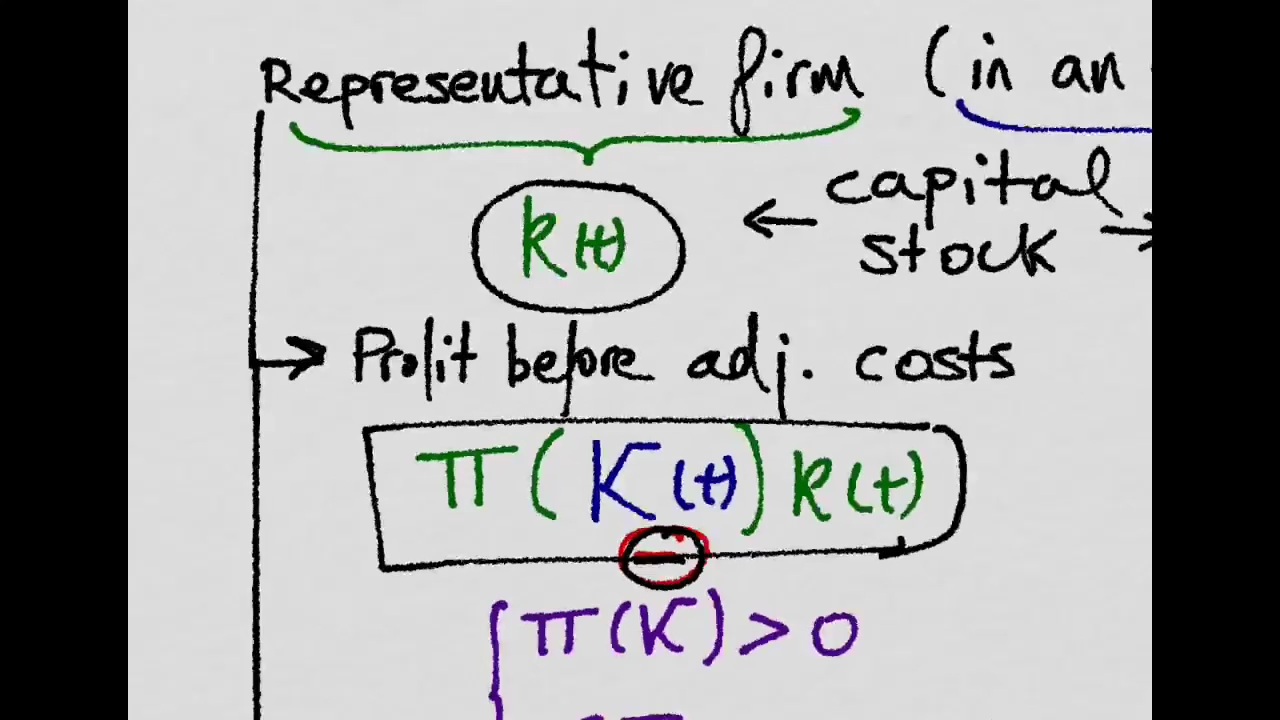 Representative firm (in an
k(t) ← capital stock →
→ Profit before adj. costs
π(K(t))k(t)
−
π(K) > 0